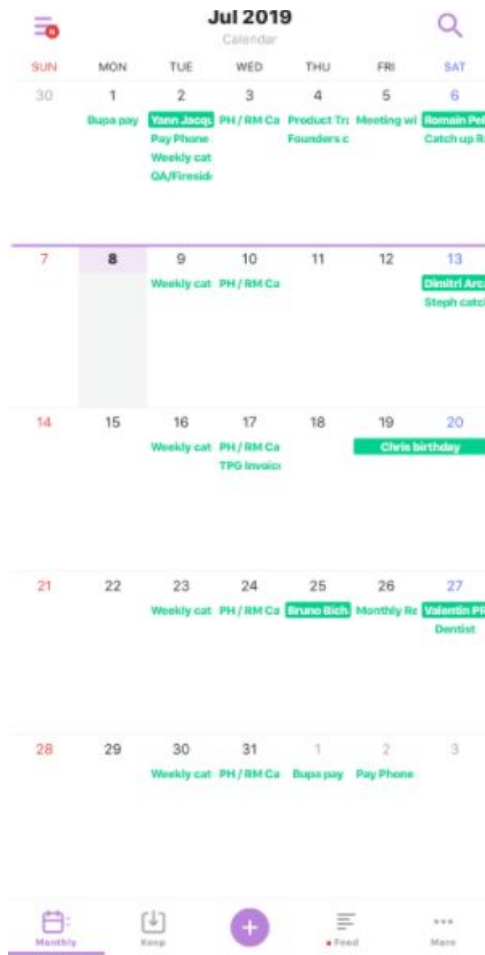 N
Jul 2019
Calendar
SUN MON TUE WED THU FRI SAT
30 1 2 3 4 5 6
Bupa pay Yann Jacqu PH / RM Ca Product Tr Meeting wi Romain Pel
Pay Phone Founders c Catch up R
Weekly cat
QA/Fireside
7 8 9 10 11 12 13
Weekly cat PH / RM Ca Dimitri Arc
Steph catc
14 15 16 17 18 19 20
Weekly cat PH / RM Ca Chris birthday
TPG Invoic
21 22 23 24 25 26 27
Weekly cat PH / RM Ca Bruno Bich Monthly Re Valentin PR
Dentist
28 29 30 31 1 2 3
Weekly cat PH / RM Ca Bupa pay Pay Phone
Monthly Keep Feed More